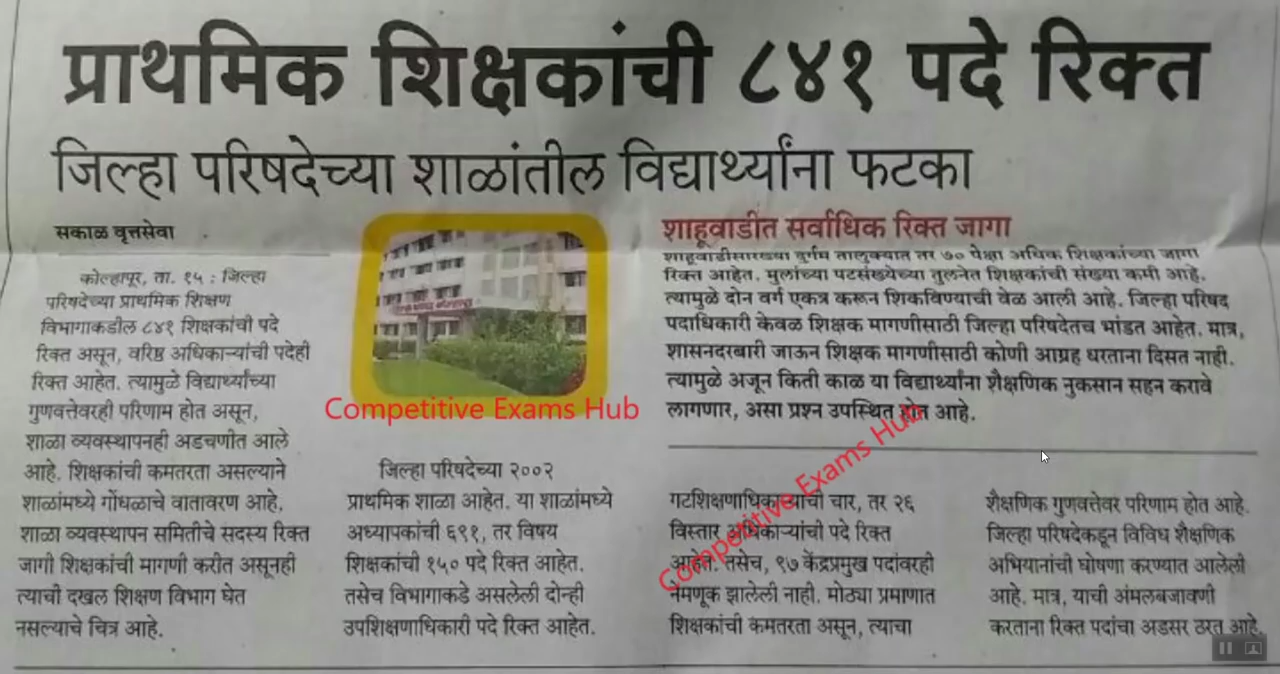 प्राथमिक शिक्षकांची ८४१ पदे रिक्त
जिल्हा परिषदेच्या शाळांतील विद्यार्थ्यांना फटका
सकाळ वृत्तसेवा
कोल्हापूर, ता. १५ : जिल्हा
परिषदेच्या प्राथमिक शिक्षण
विभागाकडील ८४१ शिक्षकांची पदे
रिक्त असून, वरिष्ठ अधिकाऱ्यांची पदेही
रिक्त आहेत. त्यामुळे विद्यार्थ्यांच्या
गुणवत्तेवरही परिणाम होत असून,
शाळा व्यवस्थापनही अडचणीत आले
आहे. शिक्षकांची कमतरता असल्याने
शाळांमध्ये गोंधळाचे वातावरण आहे.
शाळा व्यवस्थापन समितीचे सदस्य रिक्त
जागी शिक्षकांची मागणी करीत असूनही
त्याची दखल शिक्षण विभाग घेत
नसल्याचे चित्र आहे.
Competitive Exams Hub
जिल्हा परिषदेच्या २००२
प्राथमिक शाळा आहेत. या शाळांमध्ये
अध्यापकांची ६९१, तर विषय
शिक्षकांची १५० पदे रिक्त आहेत.
तसेच विभागाकडे असलेली दोन्ही
उपशिक्षणाधिकारी पदे रिक्त आहेत.
शाहूवाडीत सर्वाधिक रिक्त जागा
शाहूवाडीसारख्या दुर्गम तालुक्यात तर ७० पेक्षा अधिक शिक्षकांच्या जागा
रिक्त आहेत. मुलांच्या पटसंख्येच्या तुलनेत शिक्षकांची संख्या कमी आहे.
त्यामुळे दोन वर्ग एकत्र करून शिकविण्याची वेळ आली आहे. जिल्हा परिषद
पदाधिकारी केवळ शिक्षक मागणीसाठी जिल्हा परिषदेतच भांडत आहेत. मात्र,
शासनदरबारी जाऊन शिक्षक मागणीसाठी कोणी आग्रह धरताना दिसत नाही.
त्यामुळे अजून किती काळ या विद्यार्थ्यांना शैक्षणिक नुकसान सहन करावे
लागणार, असा प्रश्न उपस्थित होत आहे.
Competitive Exams Hub
गटशिक्षणाधिकाऱ्यांची चार, तर २६
विस्तार अधिकाऱ्यांची पदे रिक्त
आहेत. तसेच, ९७ केंद्रप्रमुख पदांवरही
नेमणूक झालेली नाही. मोठ्या प्रमाणात
शिक्षकांची कमतरता असून, त्याचा
शैक्षणिक गुणवत्तेवर परिणाम होत आहे.
जिल्हा परिषदेकडून विविध शैक्षणिक
अभियानांची घोषणा करण्यात आलेली
आहे. मात्र, याची अंमलबजावणी
करताना रिक्त पदांचा अडसर ठरत आहे.